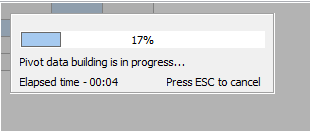 17%
Pivot data building is in progress...
Elapsed time - 00:04 Press ESC to cancel